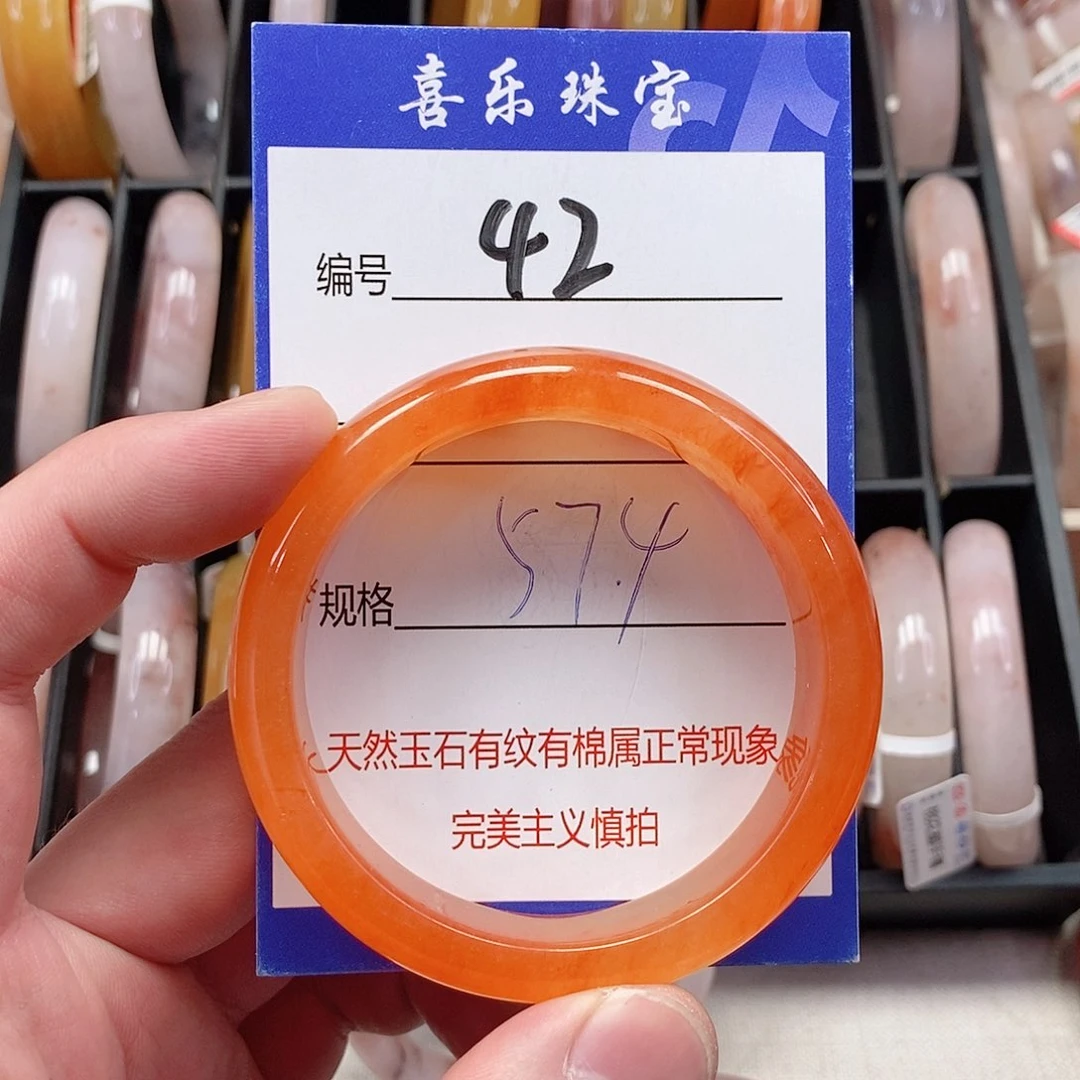 喜乐珠宝
编号 42
规格 57.4
天然玉石有纹有棉属正常现象
完美主义慎拍